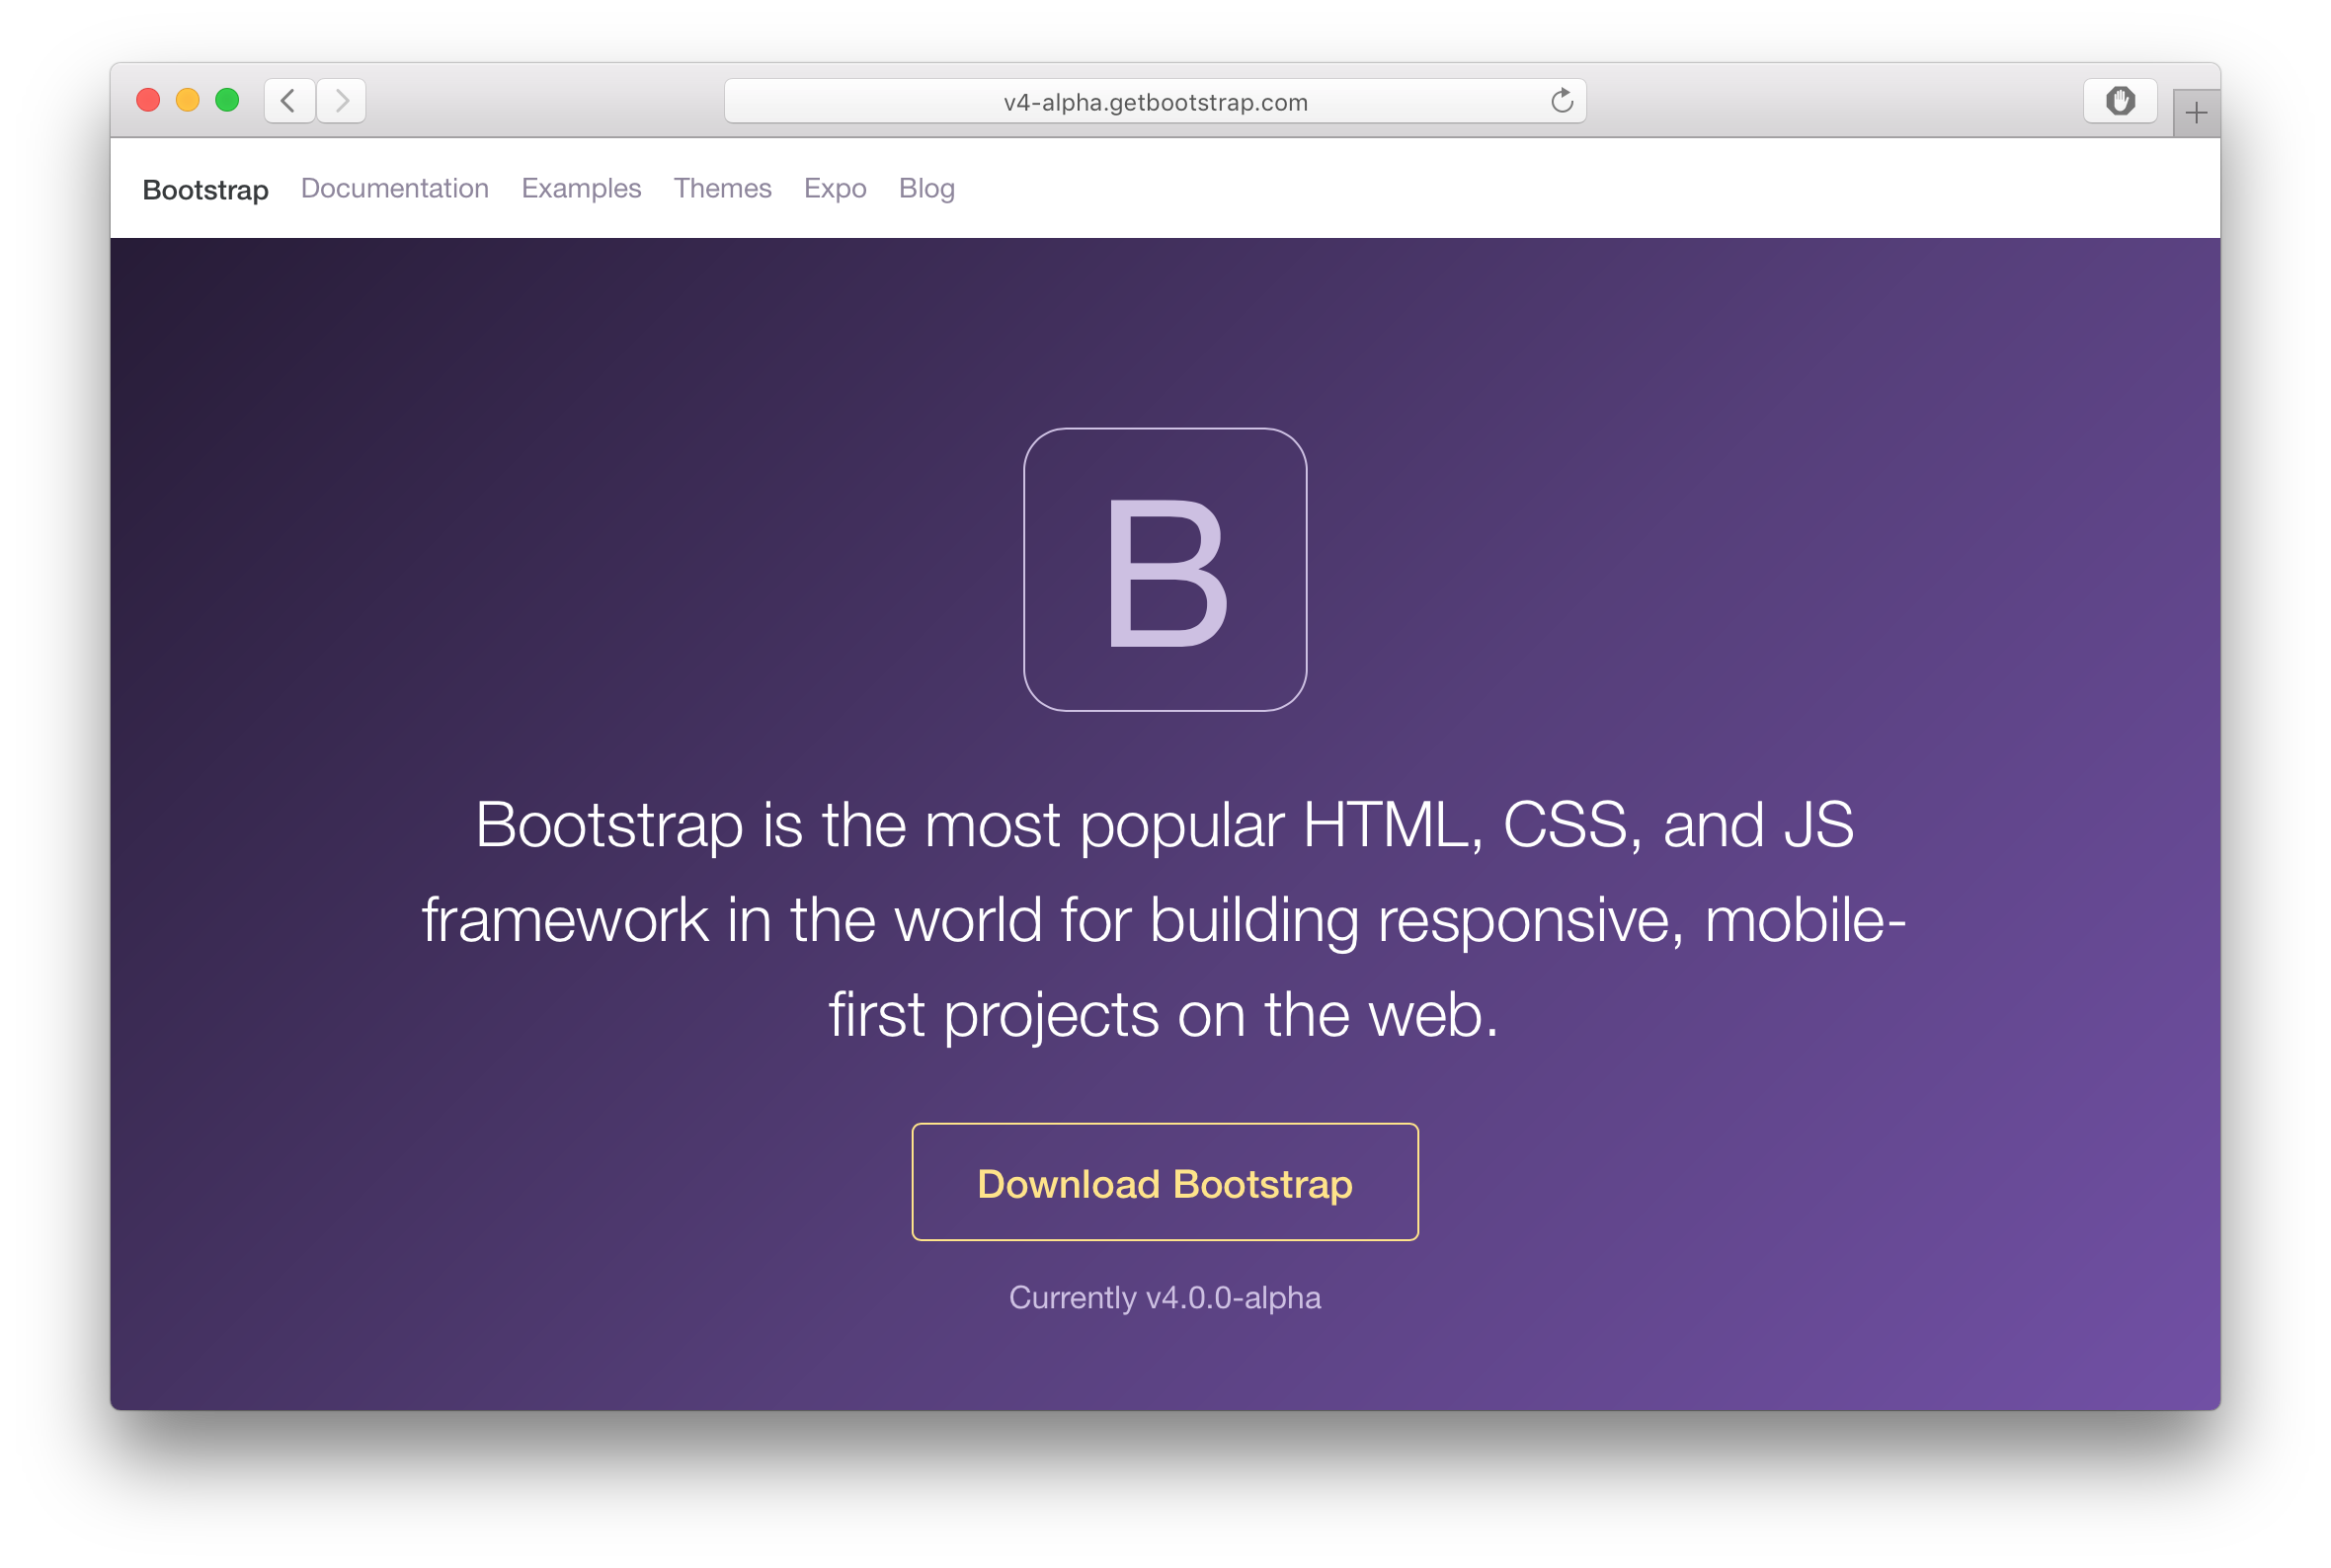 v4-alpha.getbootstrap.com
Bootstrap Documentation Examples Themes Expo Blog
B
Bootstrap is the most popular HTML, CSS, and JS
framework in the world for building responsive, mobile-
first projects on the web.
Download Bootstrap
Currently v4.0.0-alpha